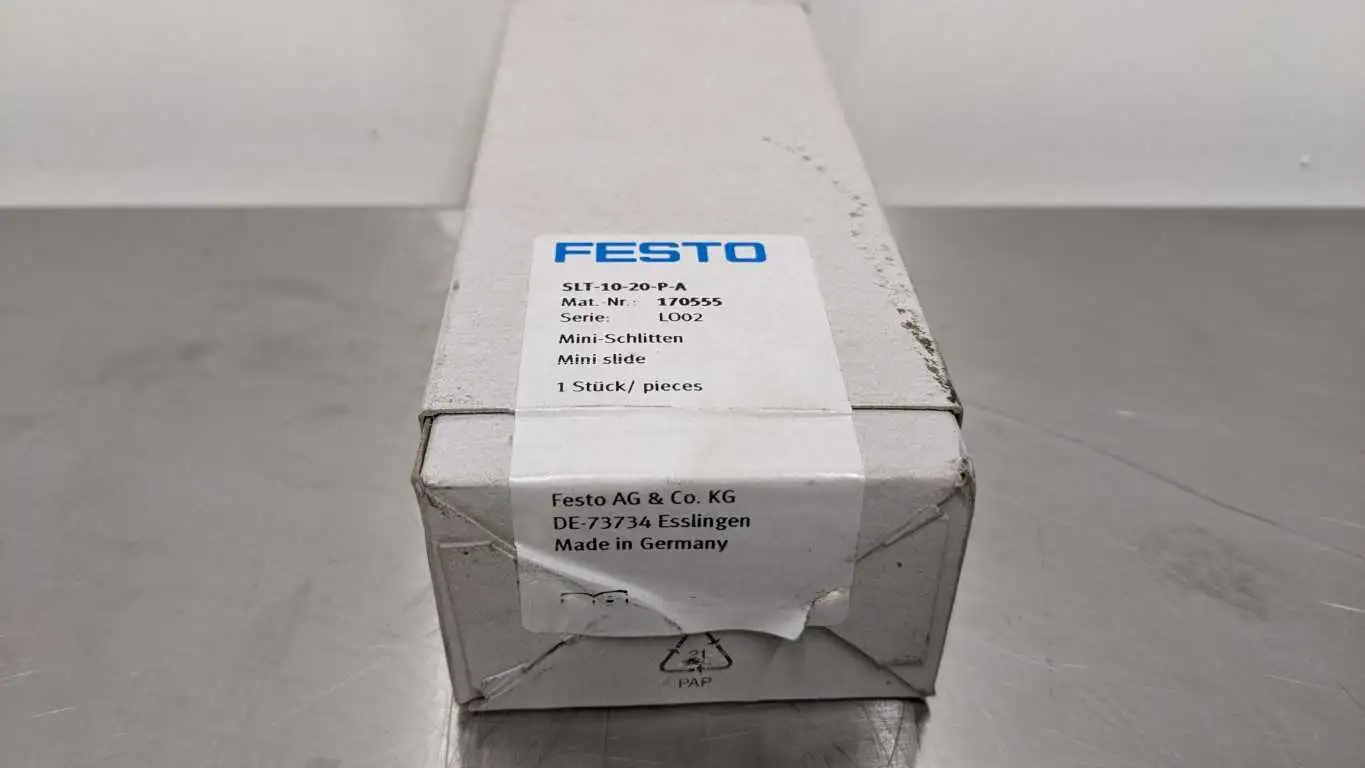 FESTO
SLT-10-20-P-A
Mat.-Nr.: 170555
Serie: LO02
Mini-Schlitten
Mini slide
1 Stück/ pieces
Festo AG & Co. KG
DE-73734 Esslingen
Made in Germany
21
PAP